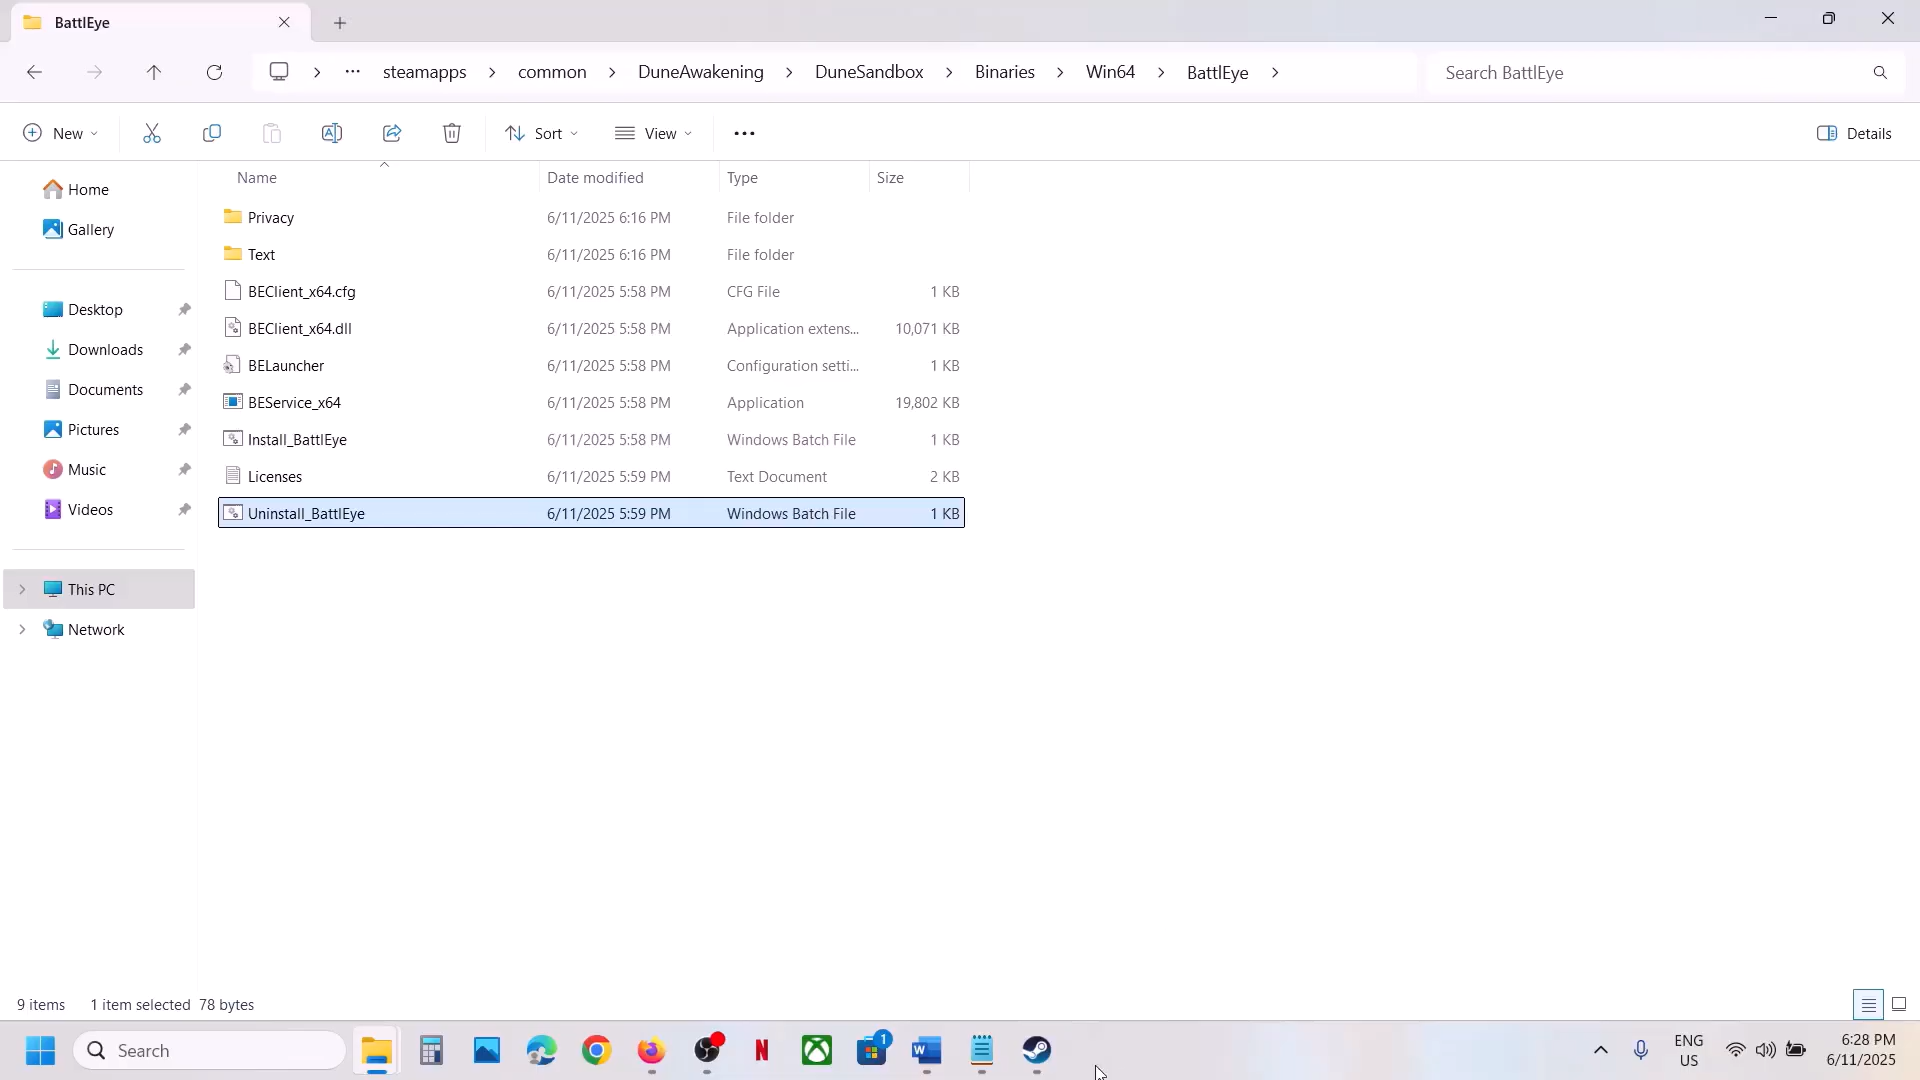 BattlEye
steamapps > common > DuneAwakening > DuneSandbox > Binaries > Win64 > BattlEye >
Search BattlEye
New
Sort
View
Details
Name Date modified Type Size
Privacy 6/11/2025 6:16 PM File folder
Text 6/11/2025 6:16 PM File folder
BEClient_x64.cfg 6/11/2025 5:58 PM CFG File 1 KB
BEClient_x64.dll 6/11/2025 5:58 PM Application extens... 10,071 KB
BELauncher 6/11/2025 5:58 PM Configuration setti... 1 KB
BEService_x64 6/11/2025 5:58 PM Application 19,802 KB
Install_BattlEye 6/11/2025 5:58 PM Windows Batch File 1 KB
Licenses 6/11/2025 5:59 PM Text Document 2 KB
Uninstall_BattlEye 6/11/2025 5:59 PM Windows Batch File 1 KB
Home
Gallery
Desktop
Downloads
Documents
Pictures
Music
Videos
This PC
Network
9 items 1 item selected 78 bytes
Search
N
1
W
ENG
US
6:28 PM
6/11/2025